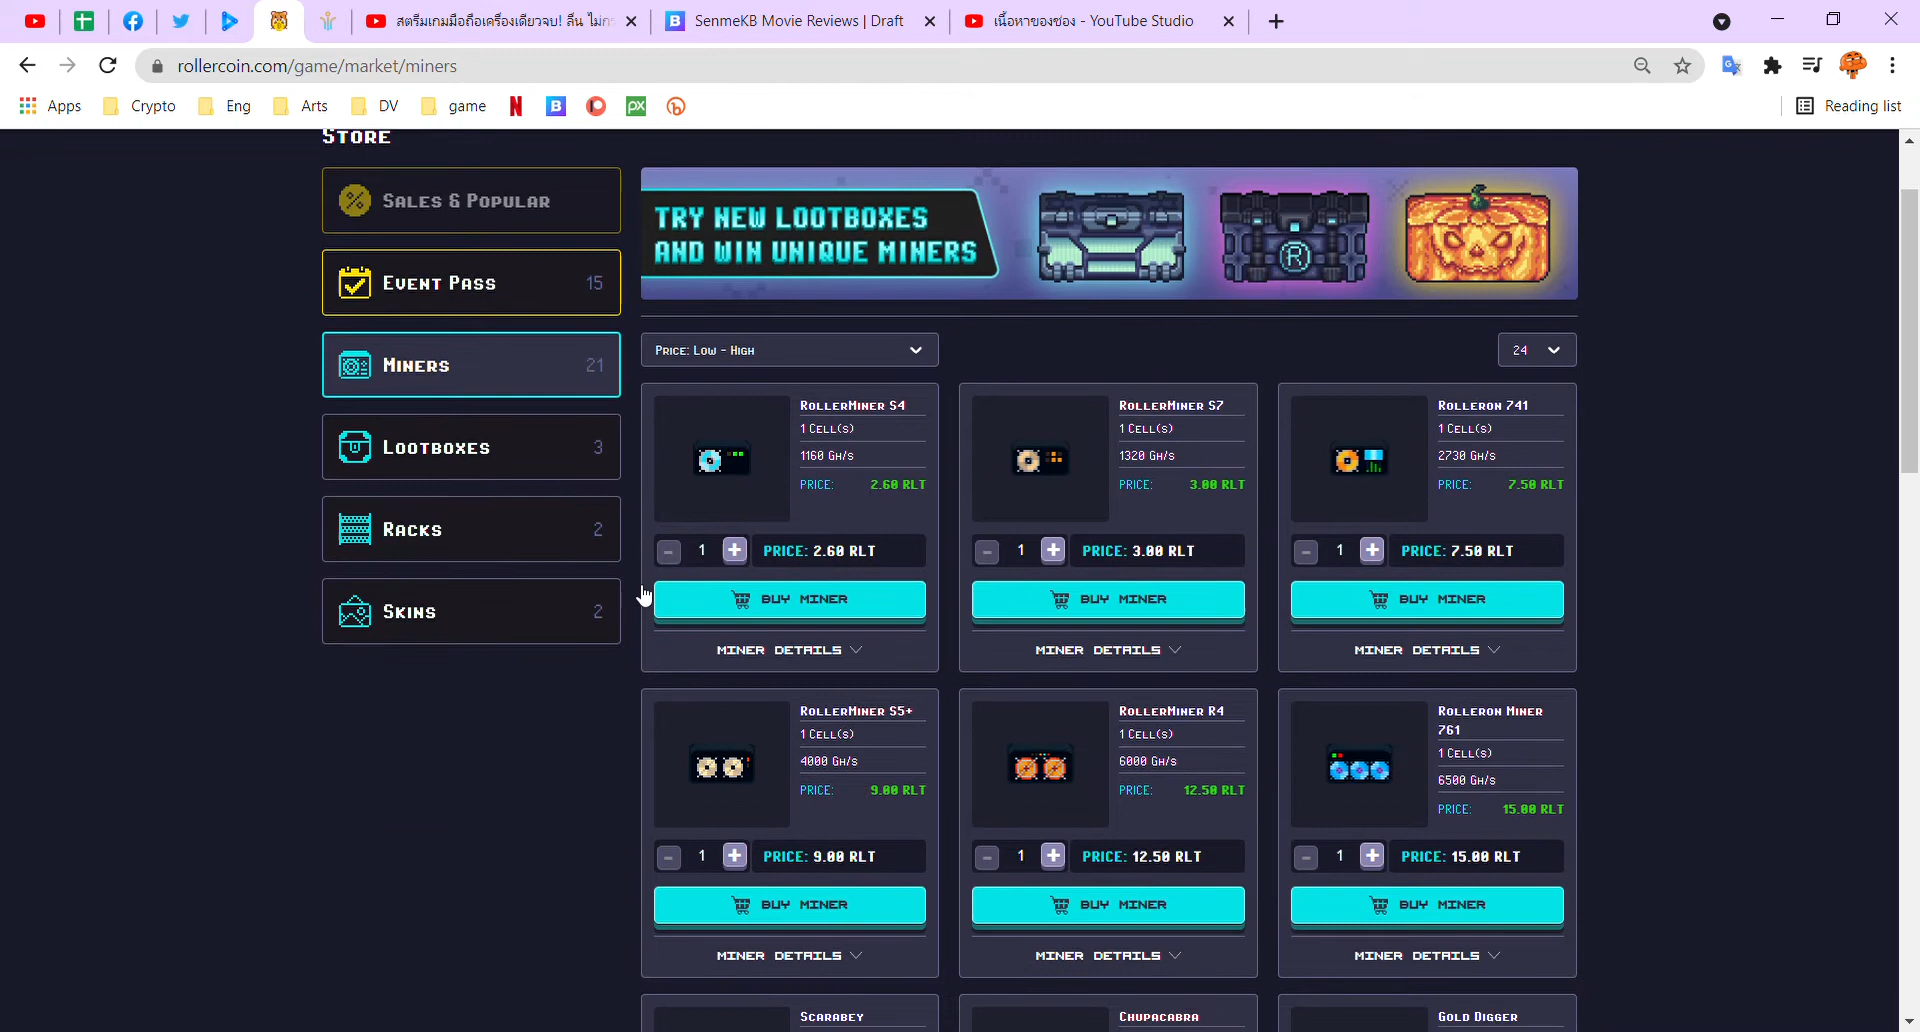 สตรีมเกมมือถือเครื่องเดียวจบ! ลื่น ไม่กร
SenmeKB Movie Reviews | Draft
เนื้อหาของช่อง - YouTube Studio
rollercoin.com/game/market/miners
Apps
Crypto
Eng
Arts
DV
game
Reading list
STORE
SALES & POPULAR
EVENT PASS 15
MINERS 21
LOOTBOXES 3
RACKS 2
SKINS 2
TRY NEW LOOTBOXES
AND WIN UNIQUE MINERS
PRICE: LOW - HIGH
24
ROLLERMINER S4
1 CELL(S)
1160 GH/S
PRICE: 2.60 RLT
1
PRICE: 2.60 RLT
BUY MINER
MINER DETAILS
ROLLERMINER S7
1 CELL(S)
1320 GH/S
PRICE: 3.00 RLT
1
PRICE: 3.00 RLT
BUY MINER
MINER DETAILS
ROLLERON 741
1 CELL(S)
2730 GH/S
PRICE: 7.50 RLT
1
PRICE: 7.50 RLT
BUY MINER
MINER DETAILS
ROLLERMINER S5+
1 CELL(S)
4000 GH/S
PRICE: 9.00 RLT
1
PRICE: 9.00 RLT
BUY MINER
MINER DETAILS
ROLLERMINER R4
1 CELL(S)
6000 GH/S
PRICE: 12.50 RLT
1
PRICE: 12.50 RLT
BUY MINER
MINER DETAILS
ROLLERON MINER
761
1 CELL(S)
6500 GH/S
PRICE: 15.00 RLT
1
PRICE: 15.00 RLT
BUY MINER
MINER DETAILS
SCARABEY
CHUPACABRA
GOLD DIGGER